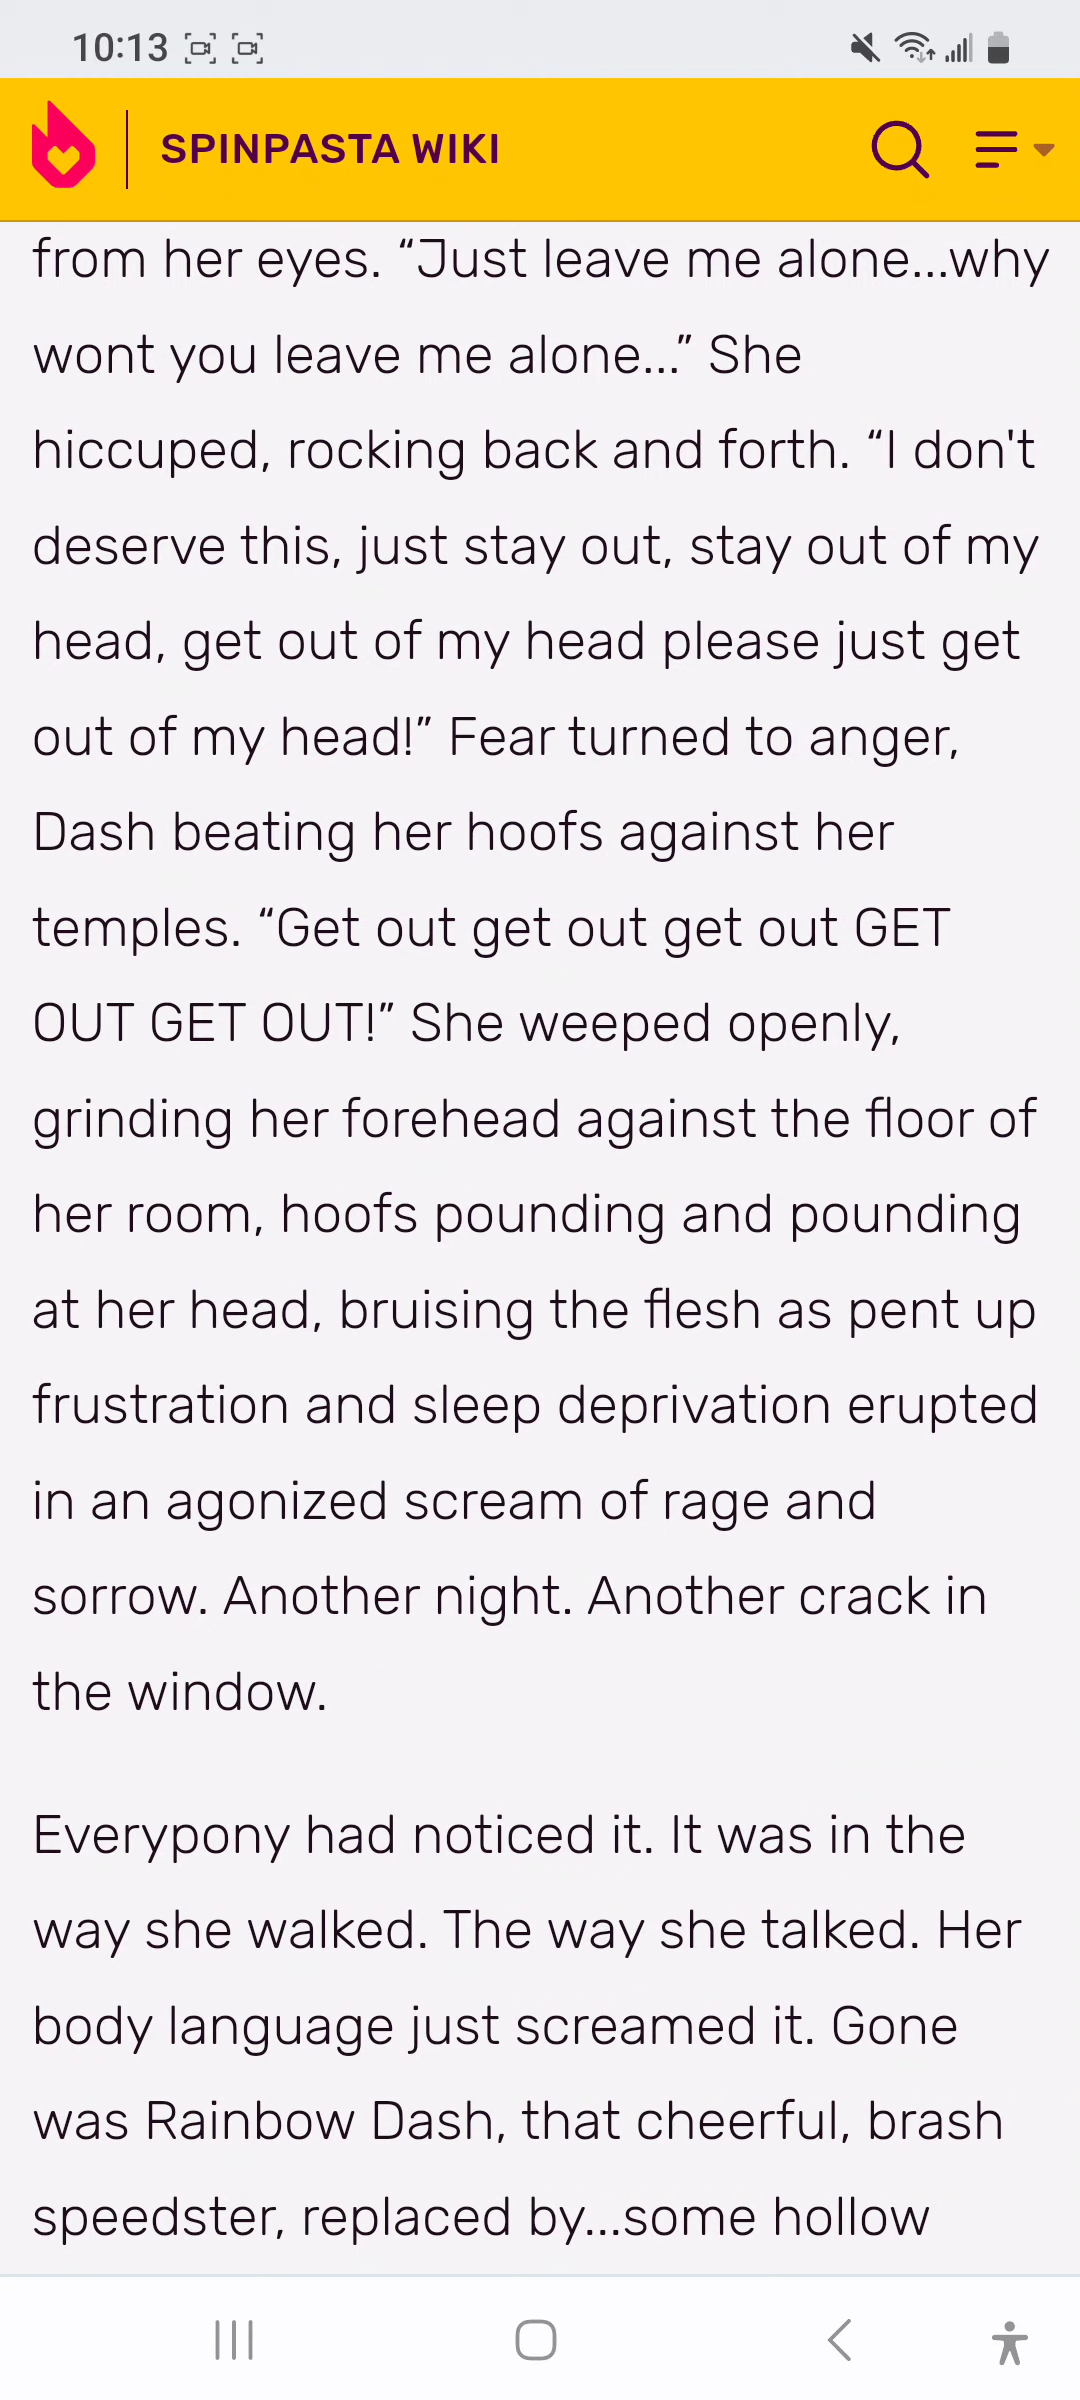 10:13
SPINPASTA WIKI
from her eyes. “Just leave me alone...why
wont you leave me alone...” She
hiccuped, rocking back and forth. “I don't
deserve this, just stay out, stay out of my
head, get out of my head please just get
out of my head!” Fear turned to anger,
Dash beating her hoofs against her
temples. “Get out get out get out GET
OUT GET OUT!” She weeped openly,
grinding her forehead against the floor of
her room, hoofs pounding and pounding
at her head, bruising the flesh as pent up
frustration and sleep deprivation erupted
in an agonized scream of rage and
sorrow. Another night. Another crack in
the window.
Everypony had noticed it. It was in the
way she walked. The way she talked. Her
body language just screamed it. Gone
was Rainbow Dash, that cheerful, brash
speedster, replaced by...some hollow